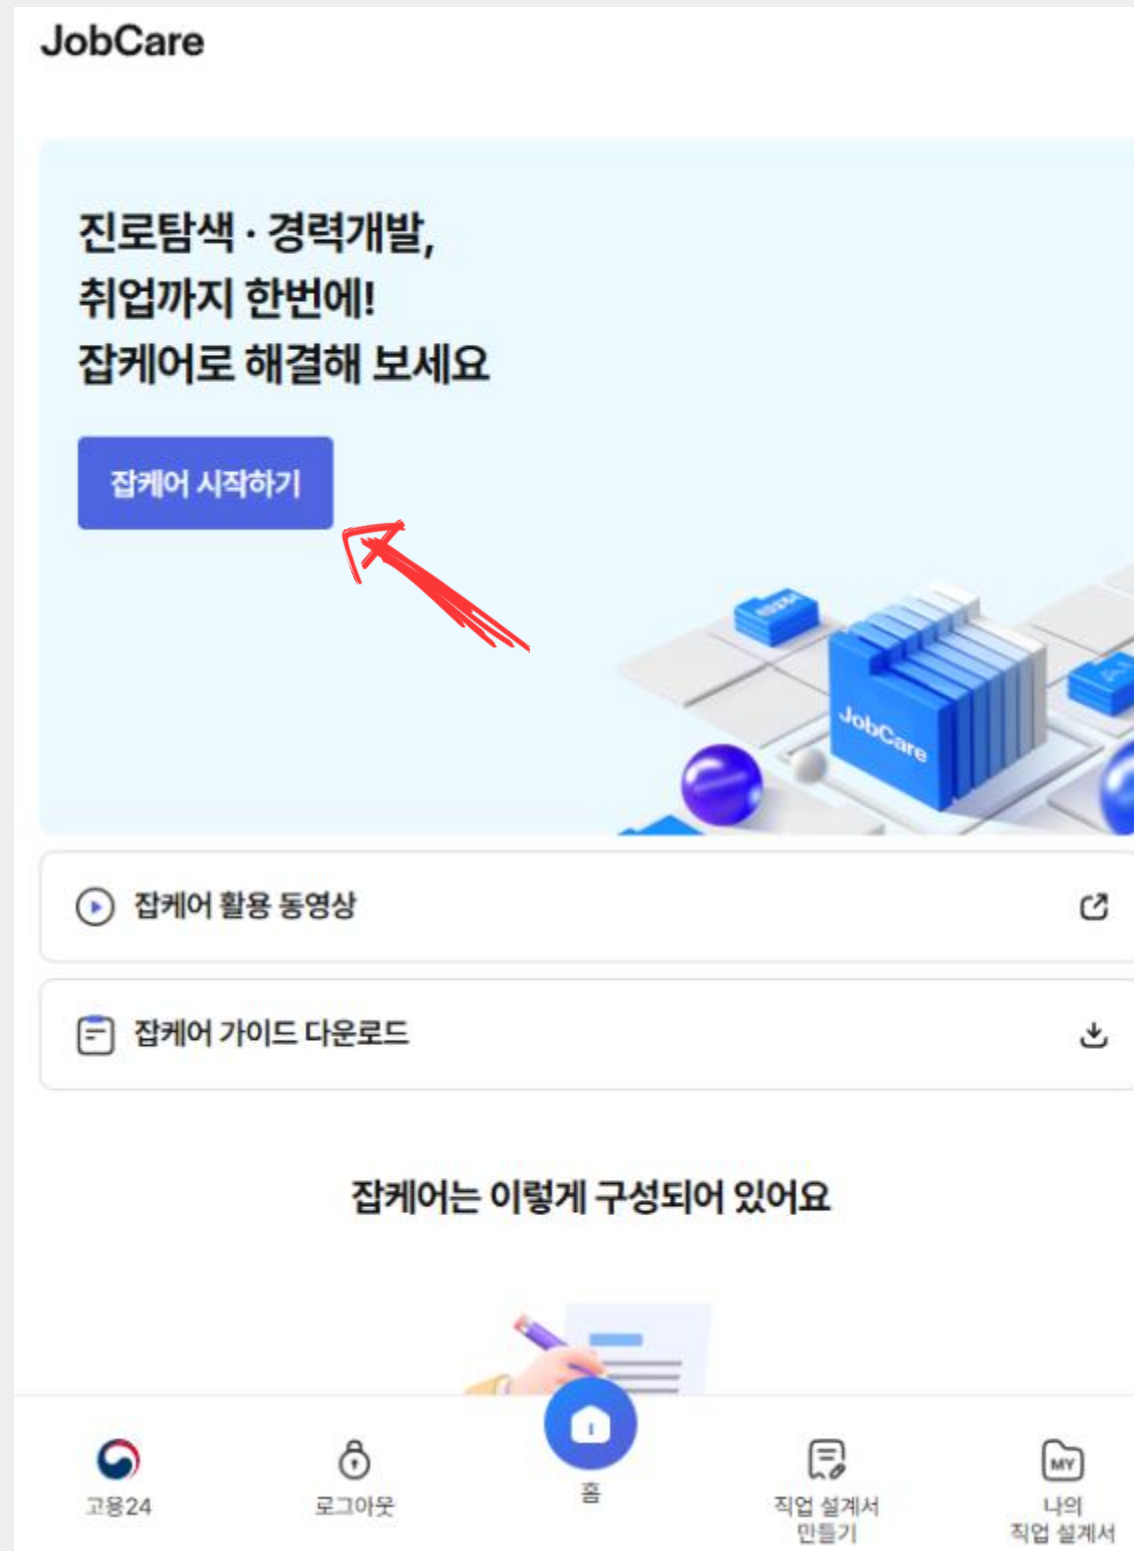 JobCare
진로탐색 · 경력개발,
취업까지 한번에!
잡케어로 해결해 보세요
잡케어 시작하기
JobCare
잡케어 활용 동영상
잡케어 가이드 다운로드
잡케어는 이렇게 구성되어 있어요
고용24
로그아웃
홈
직업 설계서
만들기
MY
나의
직업 설계서